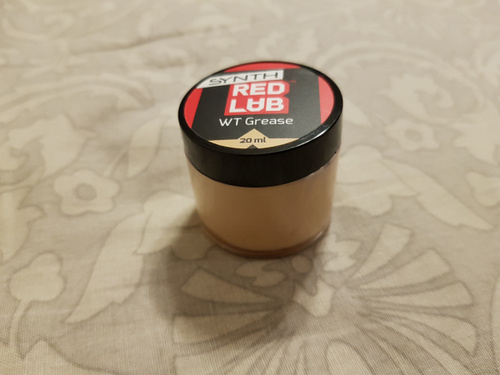 SYNTH
RED
LAB
WT Grease
20 ml